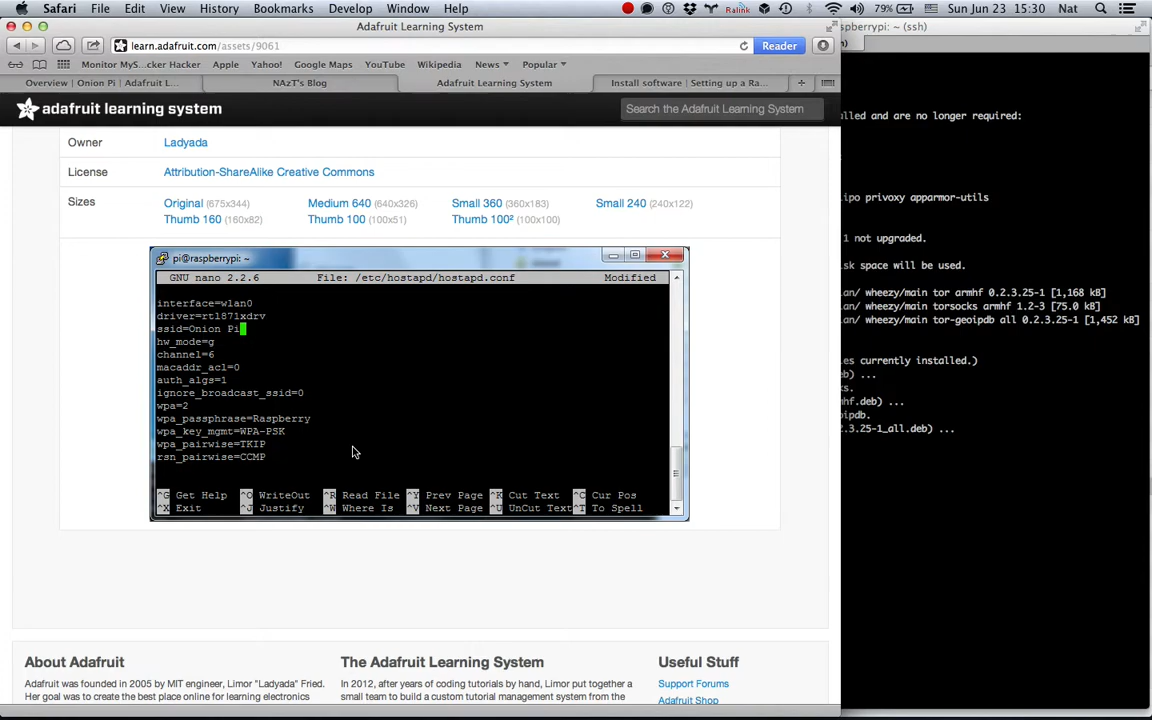 Safari File Edit View History Bookmarks Develop Window Help Ralink 79% Sun Jun 23 15:30 Nat
Adafruit Learning System
raspberrypi: ~ (ssh)
learn.adafruit.com/assets/9061 Reader
Monitor MyS...cker Hacker Apple Yahoo! Google Maps YouTube Wikipedia News Popular
Overview | Onion Pi | Adafruit L... NAzT's Blog Adafruit Learning System Install software | Setting up a Ra... +
adafruit learning system
Search the Adafruit Learning System
Owner Ladyada
License Attribution-ShareAlike Creative Commons
Sizes Original (675x344) Medium 640 (640x326) Small 360 (360x183) Small 240 (240x122)
Thumb 160 (160x82) Thumb 100 (100x51) Thumb 100² (100x100)
pi@raspberrypi: ~
GNU nano 2.2.6 File: /etc/hostapd/hostapd.conf Modified
interface=wlan0
driver=rtl871xdrv
ssid=Onion Pi
hw_mode=g
channel=6
macaddr_acl=0
auth_algs=1
ignore_broadcast_ssid=0
wpa=2
wpa_passphrase=Raspberry
wpa_key_mgmt=WPA-PSK
wpa_pairwise=TKIP
rsn_pairwise=CCMP
^G Get Help ^O WriteOut ^R Read File ^Y Prev Page ^K Cut Text ^C Cur Pos
^X Exit ^J Justify ^W Where Is ^V Next Page ^U UnCut Text ^T To Spell
About Adafruit
Adafruit was founded in 2005 by MIT engineer, Limor "Ladyada" Fried.
Her goal was to create the best place online for learning electronics
The Adafruit Learning System
In 2012, after years of coding tutorials by hand, Limor put together a
small team to build a custom tutorial management system from the
Useful Stuff
Support Forums
Adafruit Shop
lled and are no longer required:
lipo privoxy apparmor-utils
1 not upgraded.
sk space will be used.
an/ wheezy/main tor armhf 0.2.3.25-1 [1,168 kB]
an/ wheezy/main torsocks armhf 1.2-3 [75.0 kB]
an/ wheezy/main tor-geoipdb all 0.2.3.25-1 [1,452 kB]
es currently installed.)
eb) ...
ks.
mhf.deb) ...
ipdb.
2.3.25-1_all.deb) ...